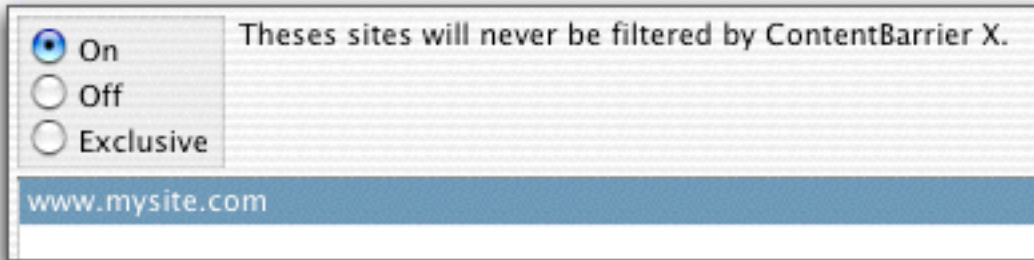 On
Theses sites will never be filtered by ContentBarrier X.
Off
Exclusive
www.mysite.com